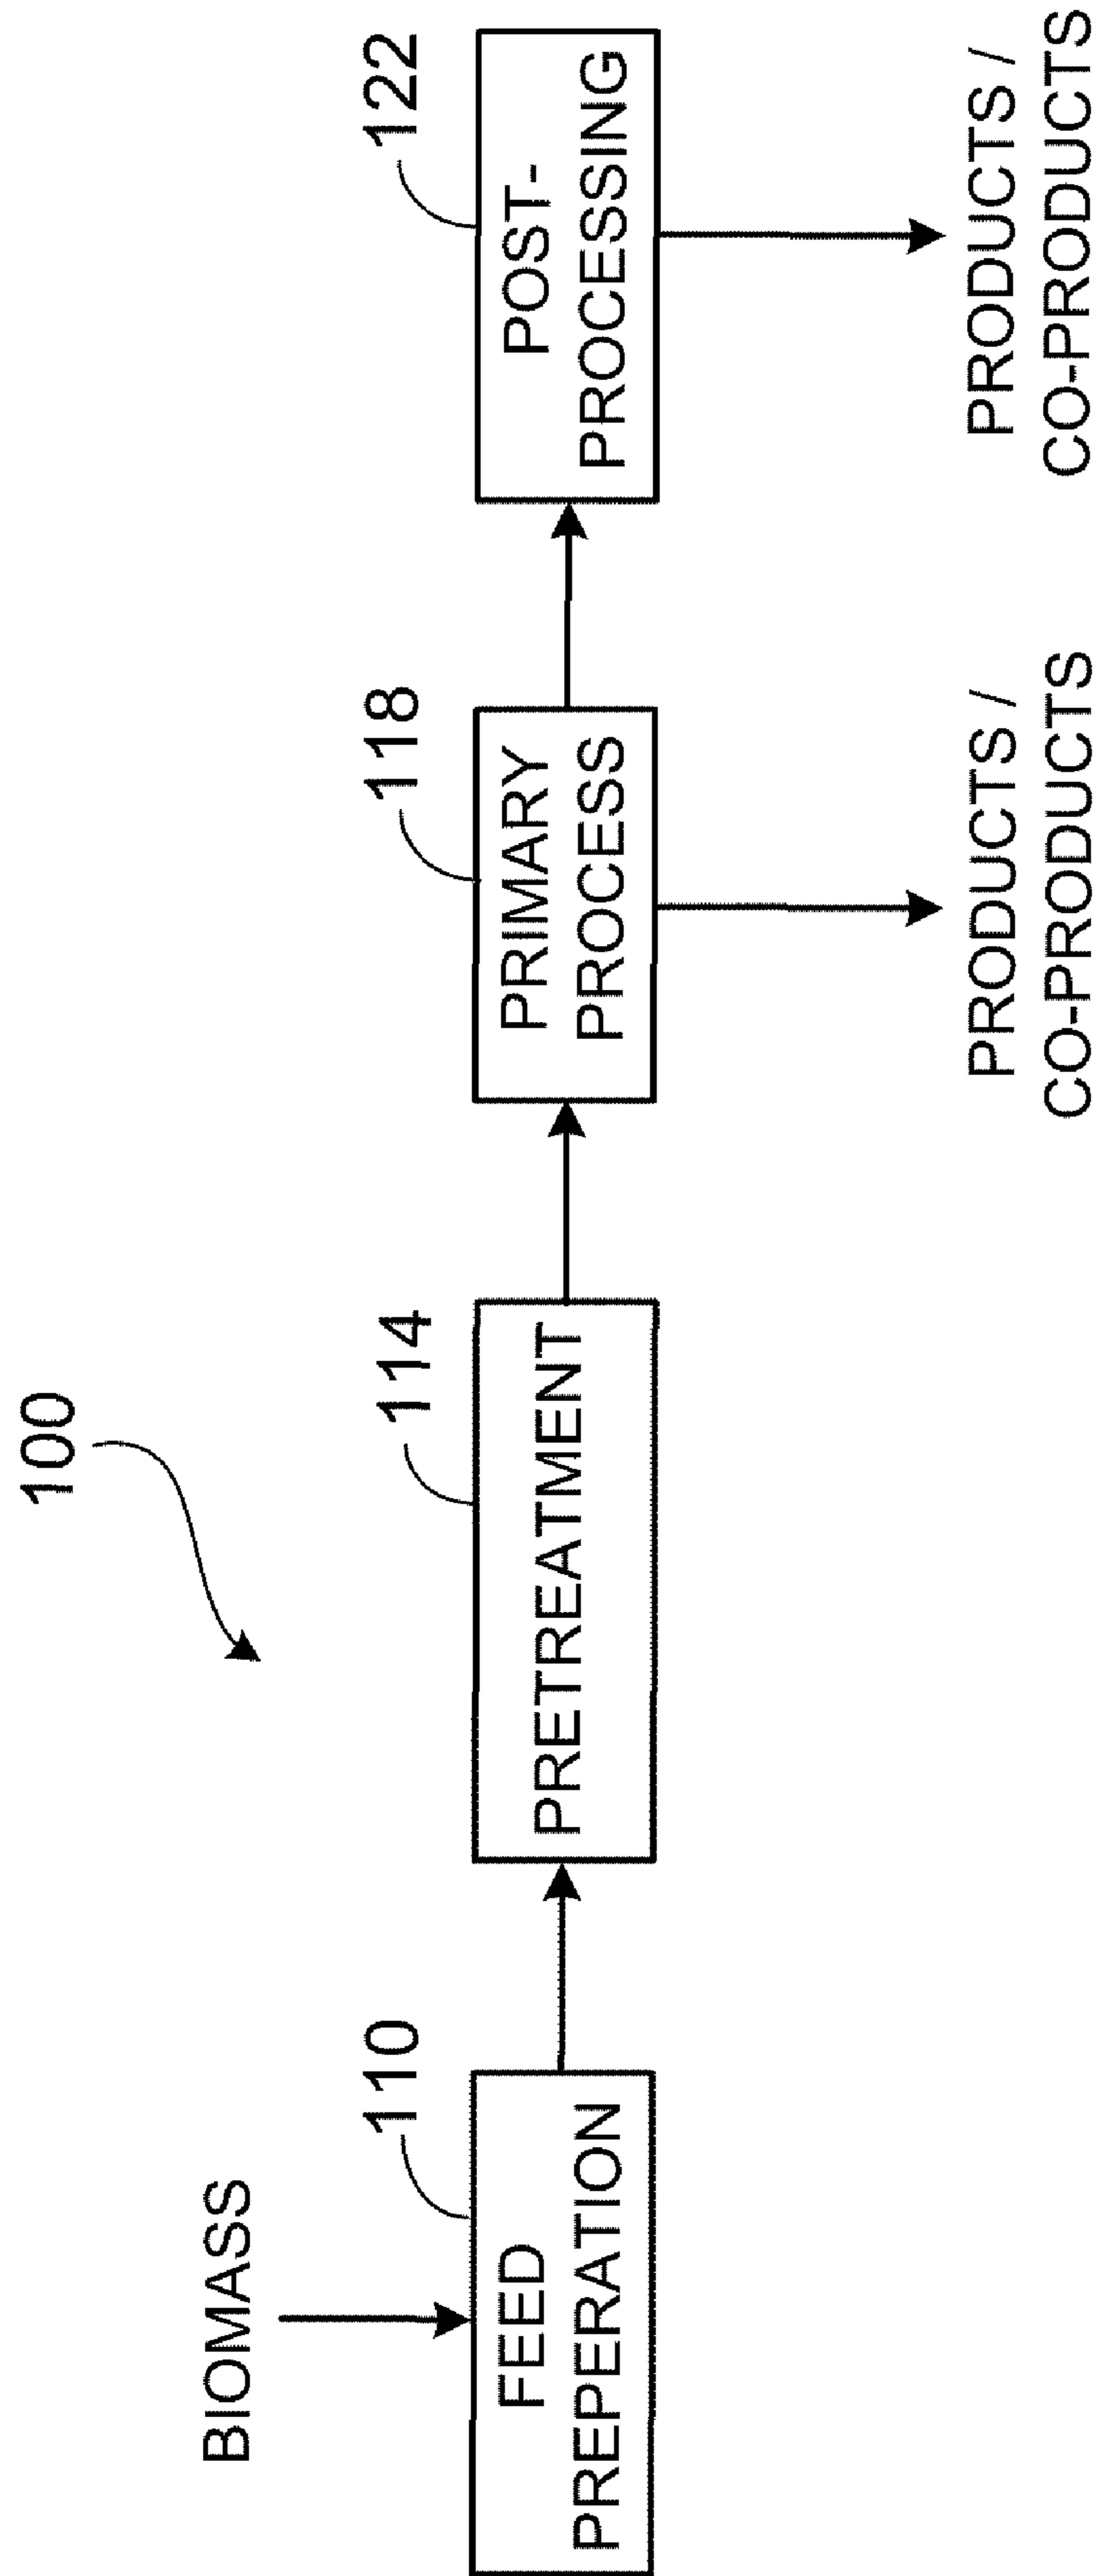 100
BIOMASS
110
114
118
122
FEED
PREPERATION
PRETREATMENT
PRIMARY
PROCESS
POST-
PROCESSING
PRODUCTS /
CO-PRODUCTS
PRODUCTS /
CO-PRODUCTS